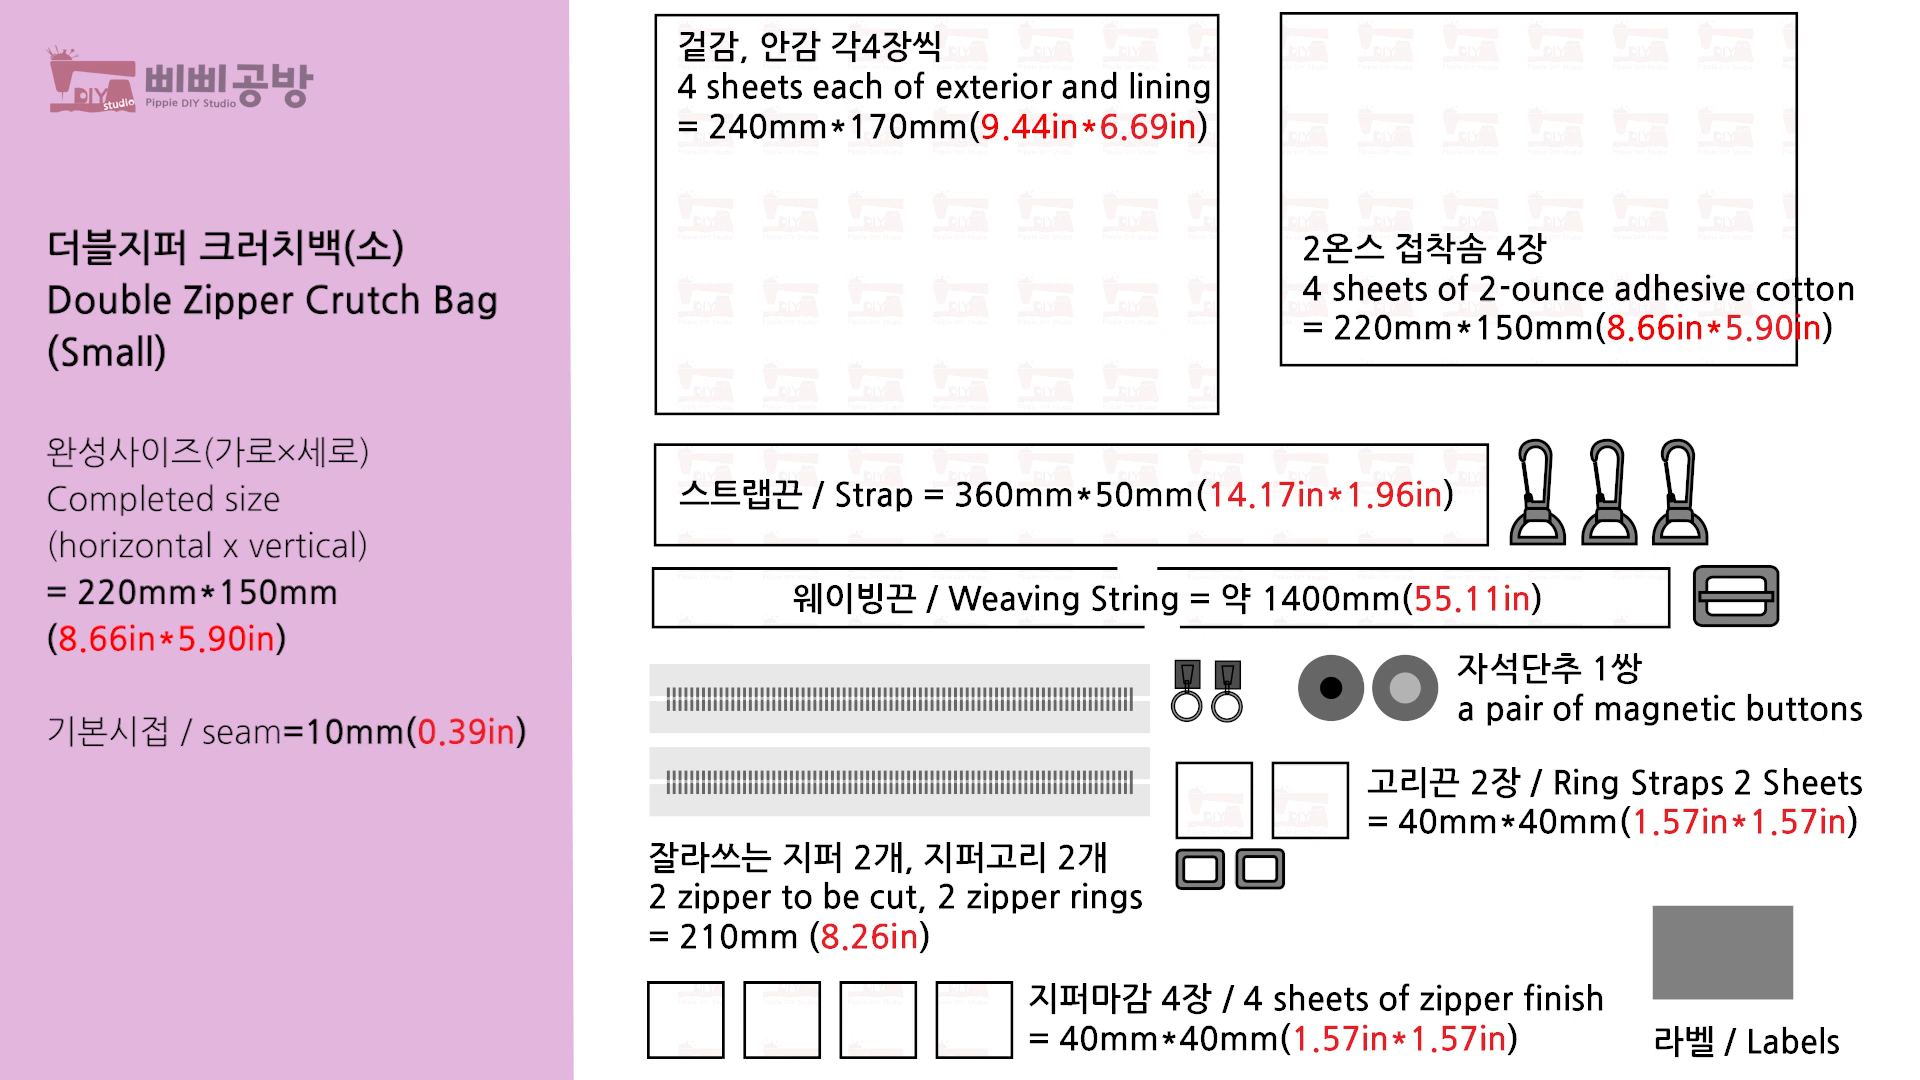 DIY
studio
삐삐공방
Pippie DIY Studio
더블지퍼 크러치백(소)
Double Zipper Crutch Bag
(Small)
완성사이즈(가로×세로)
Completed size
(horizontal x vertical)
= 220mm*150mm
(8.66in*5.90in)
기본시접 / seam=10mm(0.39in)
겉감, 안감 각4장씩
4 sheets each of exterior and lining
= 240mm*170mm(9.44in*6.69in)
2온스 접착솜 4장
4 sheets of 2-ounce adhesive cotton
= 220mm*150mm(8.66in*5.90in)
스트랩끈 / Strap = 360mm*50mm(14.17in*1.96in)
웨이빙끈 / Weaving String = 약 1400mm(55.11in)
자석단추 1쌍
a pair of magnetic buttons
고리끈 2장 / Ring Straps 2 Sheets
= 40mm*40mm(1.57in*1.57in)
잘라쓰는 지퍼 2개, 지퍼고리 2개
2 zipper to be cut, 2 zipper rings
= 210mm (8.26in)
지퍼마감 4장 / 4 sheets of zipper finish
= 40mm*40mm(1.57in*1.57in)
라벨 / Labels